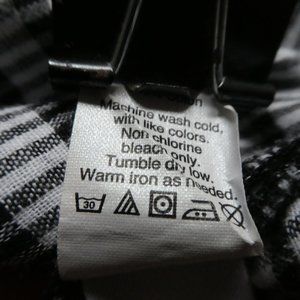 Machine wash cold,
with like colors.
Non chlorine
bleach only.
Tumble dry low.
Warm iron as needed.
30